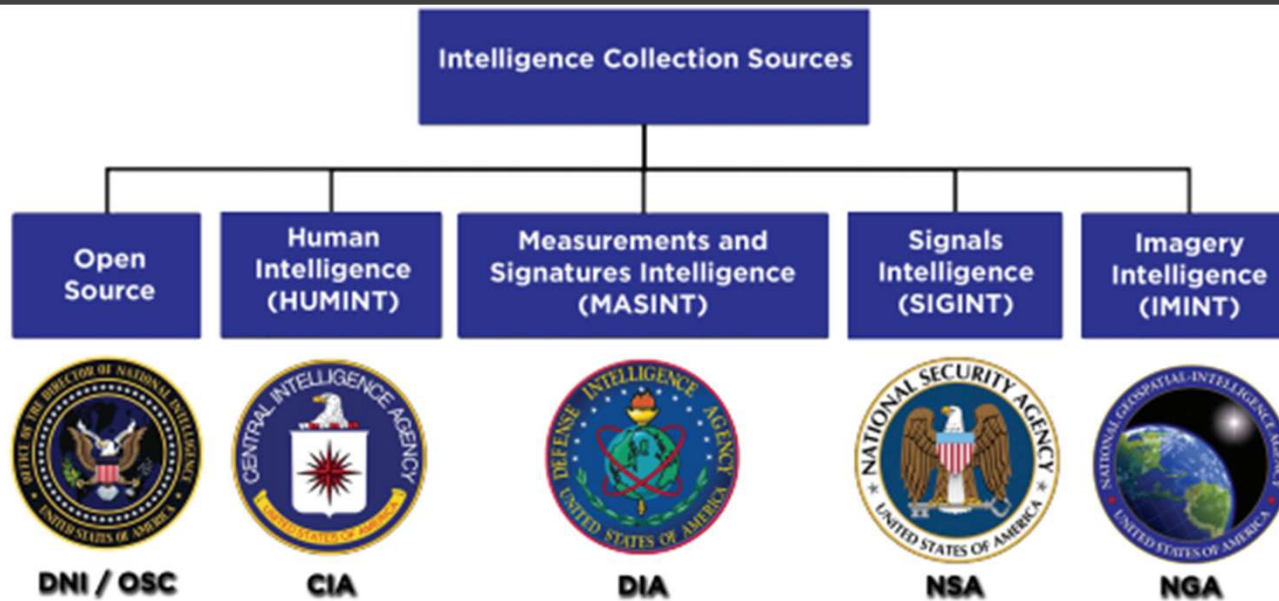 Intelligence Collection Sources
Open
Source
Human
Intelligence
(HUMINT)
Measurements and
Signatures Intelligence
(MASINT)
Signals
Intelligence
(SIGINT)
Imagery
Intelligence
(IMINT)
OFFICE OF THE DIRECTOR OF NATIONAL INTELLIGENCE
UNITED STATES OF AMERICA
CENTRAL INTELLIGENCE AGENCY
UNITED STATES OF AMERICA
DEFENSE INTELLIGENCE AGENCY
UNITED STATES OF AMERICA
NATIONAL SECURITY AGENCY
UNITED STATES OF AMERICA
NATIONAL GEOSPATIAL-INTELLIGENCE
UNITED STATES OF AMERICA
DNI / OSC
CIA
DIA
NSA
NGA